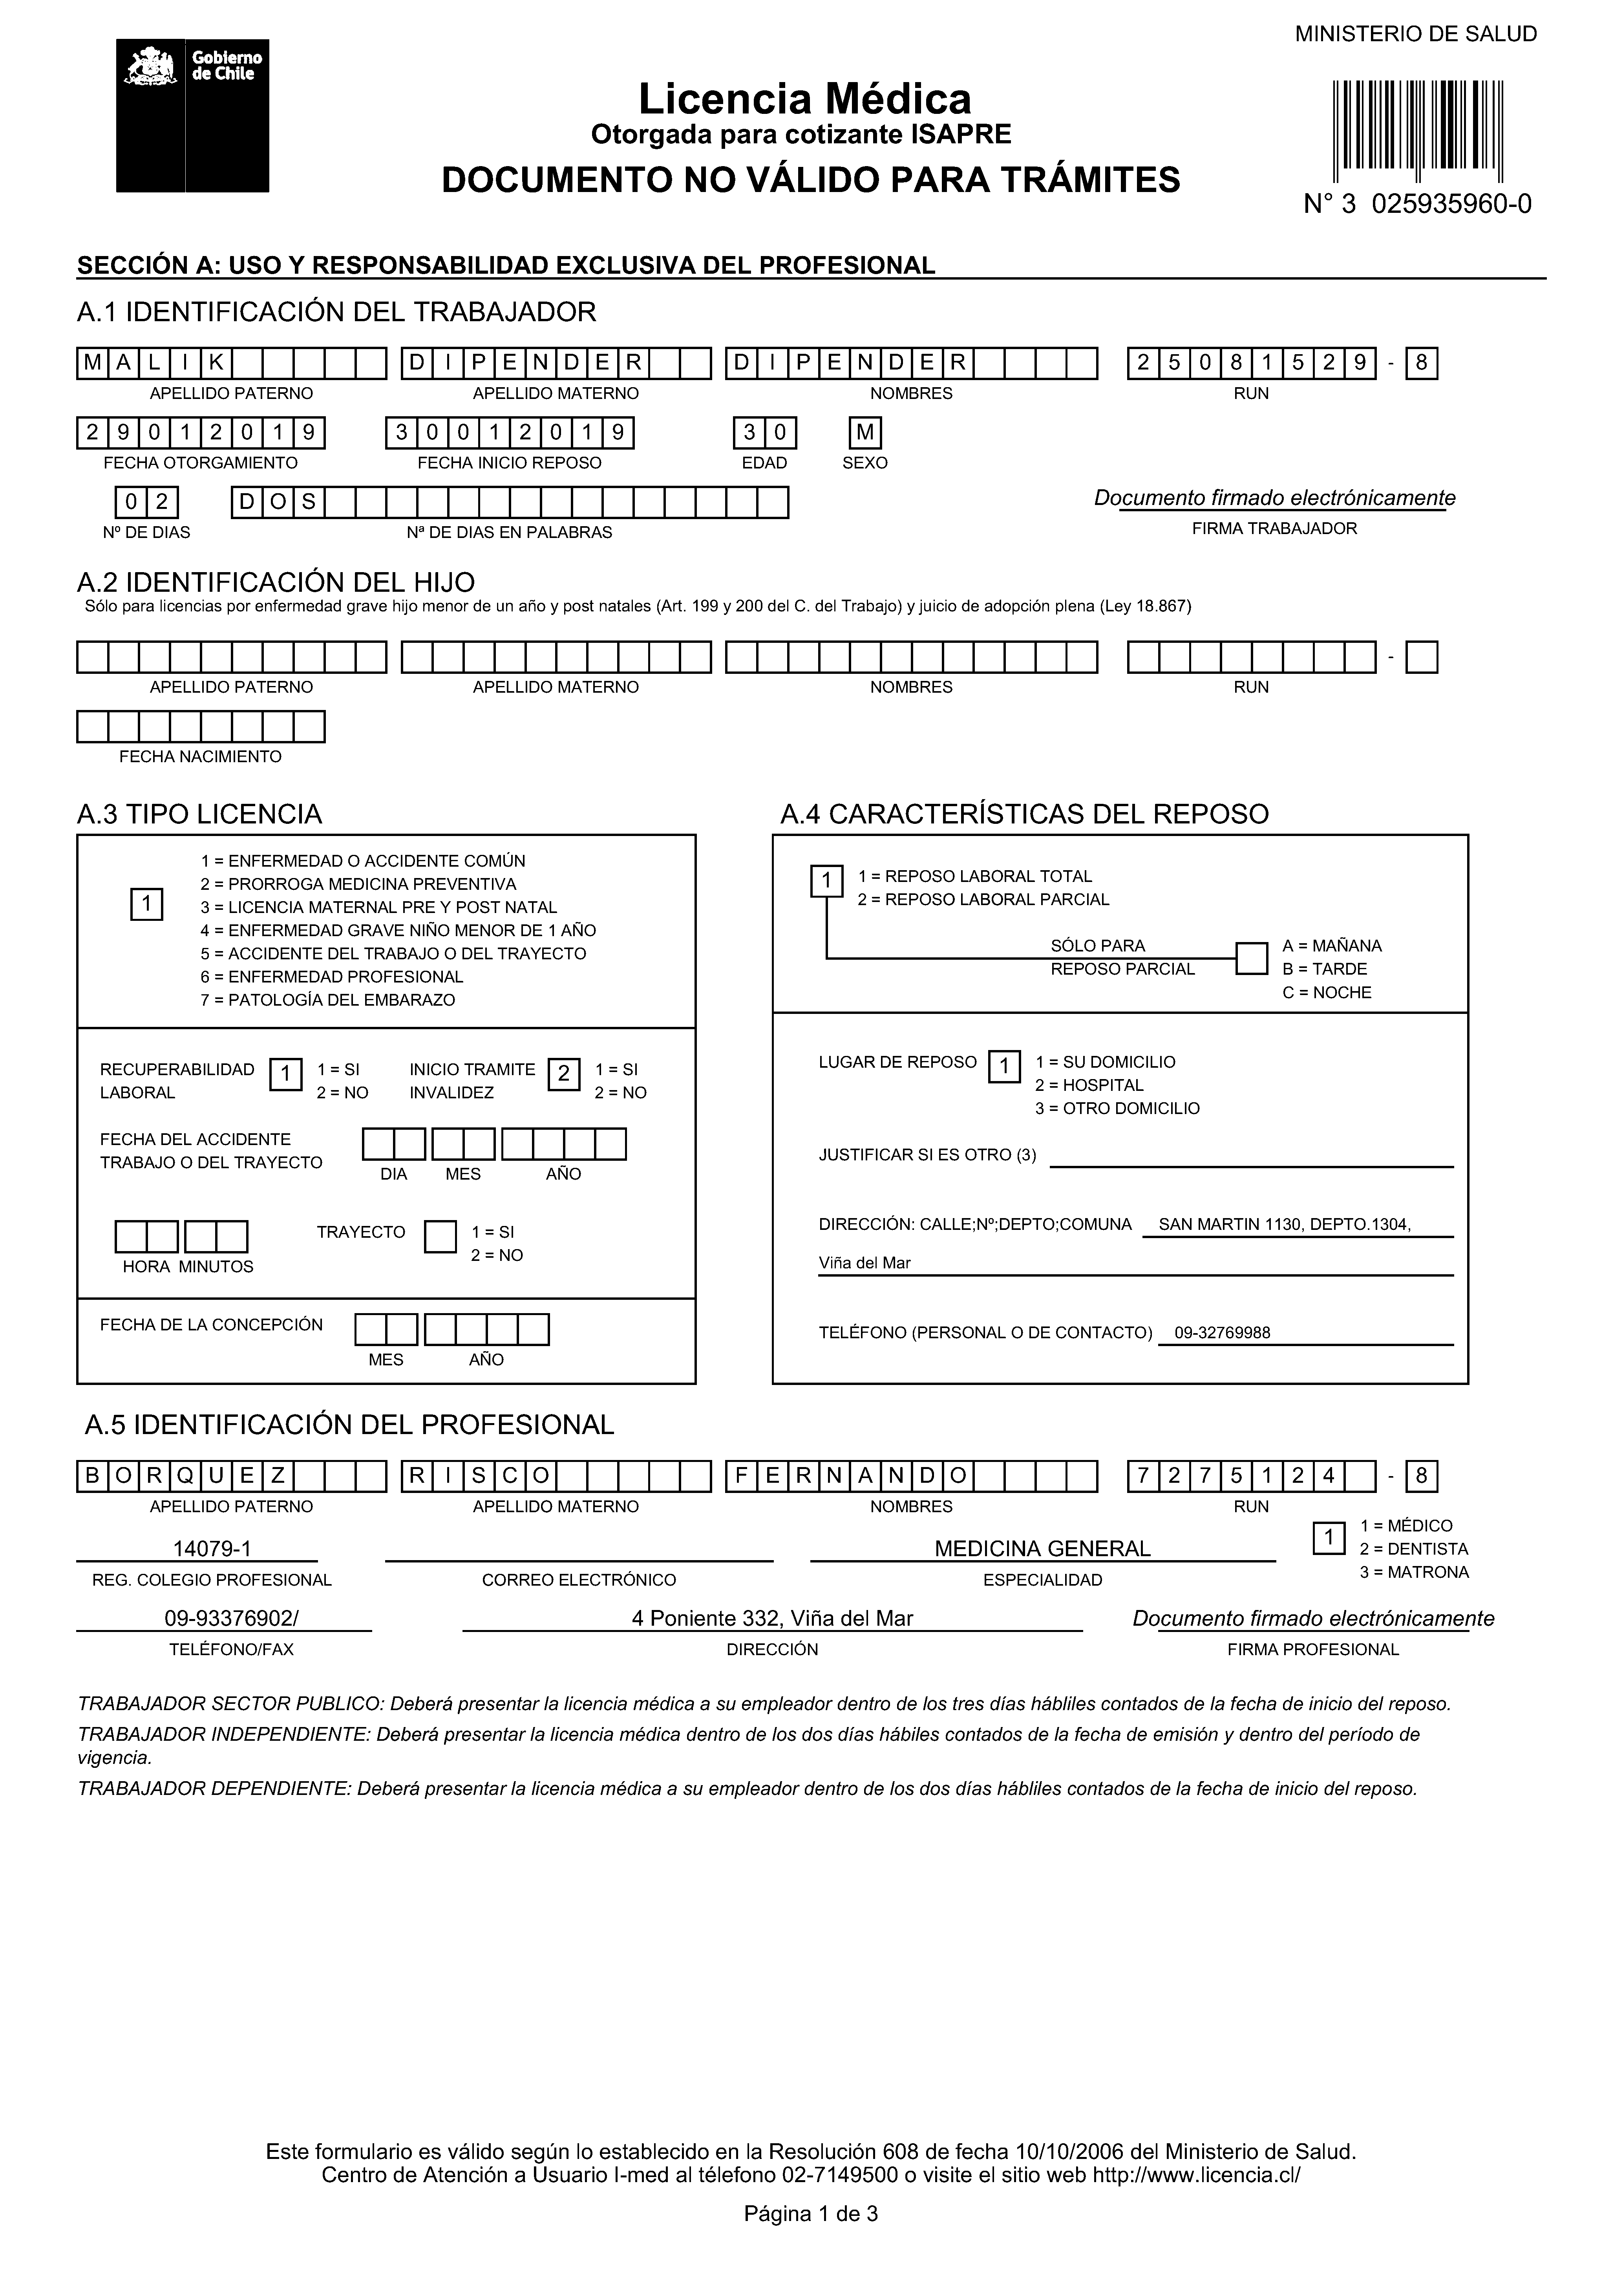 MINISTERIO DE SALUD
Gobierno
de Chile
Licencia Médica
Otorgada para cotizante ISAPRE
DOCUMENTO NO VÁLIDO PARA TRÁMITES
N° 3 025935960-0
SECCIÓN A: USO Y RESPONSABILIDAD EXCLUSIVA DEL PROFESIONAL
A.1 IDENTIFICACIÓN DEL TRABAJADOR
MALIK DIPENDER DIPENDER 25081529 - 8
APELLIDO PATERNO APELLIDO MATERNO NOMBRES RUN
29012019 30012019 30 M
FECHA OTORGAMIENTO FECHA INICIO REPOSO EDAD SEXO
02 DOS Documento firmado electrónicamente
Nº DE DIAS Nª DE DIAS EN PALABRAS FIRMA TRABAJADOR
A.2 IDENTIFICACIÓN DEL HIJO
Sólo para licencias por enfermedad grave hijo menor de un año y post natales (Art. 199 y 200 del C. del Trabajo) y juicio de adopción plena (Ley 18.867)
-
APELLIDO PATERNO APELLIDO MATERNO NOMBRES RUN
FECHA NACIMIENTO
A.3 TIPO LICENCIA
1
1 = ENFERMEDAD O ACCIDENTE COMÚN
2 = PRORROGA MEDICINA PREVENTIVA
3 = LICENCIA MATERNAL PRE Y POST NATAL
4 = ENFERMEDAD GRAVE NIÑO MENOR DE 1 AÑO
5 = ACCIDENTE DEL TRABAJO O DEL TRAYECTO
6 = ENFERMEDAD PROFESIONAL
7 = PATOLOGÍA DEL EMBARAZO
RECUPERABILIDAD 1 1 = SI INICIO TRAMITE 2 1 = SI
LABORAL 2 = NO INVALIDEZ 2 = NO
FECHA DEL ACCIDENTE
TRABAJO O DEL TRAYECTO
DIA MES AÑO
TRAYECTO 1 = SI
2 = NO
HORA MINUTOS
FECHA DE LA CONCEPCIÓN
MES AÑO
A.4 CARACTERÍSTICAS DEL REPOSO
1 1 = REPOSO LABORAL TOTAL
2 = REPOSO LABORAL PARCIAL
SÓLO PARA A = MAÑANA
REPOSO PARCIAL B = TARDE
C = NOCHE
LUGAR DE REPOSO 1 1 = SU DOMICILIO
2 = HOSPITAL
3 = OTRO DOMICILIO
JUSTIFICAR SI ES OTRO (3)
DIRECCIÓN: CALLE;Nº;DEPTO;COMUNA SAN MARTIN 1130, DEPTO.1304,
Viña del Mar
TELÉFONO (PERSONAL O DE CONTACTO) 09-32769988
A.5 IDENTIFICACIÓN DEL PROFESIONAL
BORQUEZ RISCO FERNANDO 7275124 - 8
APELLIDO PATERNO APELLIDO MATERNO NOMBRES RUN
14079-1 MEDICINA GENERAL 1 1 = MÉDICO
2 = DENTISTA
3 = MATRONA
REG. COLEGIO PROFESIONAL CORREO ELECTRÓNICO ESPECIALIDAD
09-93376902/ 4 Poniente 332, Viña del Mar Documento firmado electrónicamente
TELÉFONO/FAX DIRECCIÓN FIRMA PROFESIONAL
TRABAJADOR SECTOR PUBLICO: Deberá presentar la licencia médica a su empleador dentro de los tres días hábliles contados de la fecha de inicio del reposo.
TRABAJADOR INDEPENDIENTE: Deberá presentar la licencia médica dentro de los dos días hábiles contados de la fecha de emisión y dentro del período de
vigencia.
TRABAJADOR DEPENDIENTE: Deberá presentar la licencia médica a su empleador dentro de los dos días hábliles contados de la fecha de inicio del reposo.
Este formulario es válido según lo establecido en la Resolución 608 de fecha 10/10/2006 del Ministerio de Salud.
Centro de Atención a Usuario I-med al télefono 02-7149500 o visite el sitio web http://www.licencia.cl/
Página 1 de 3